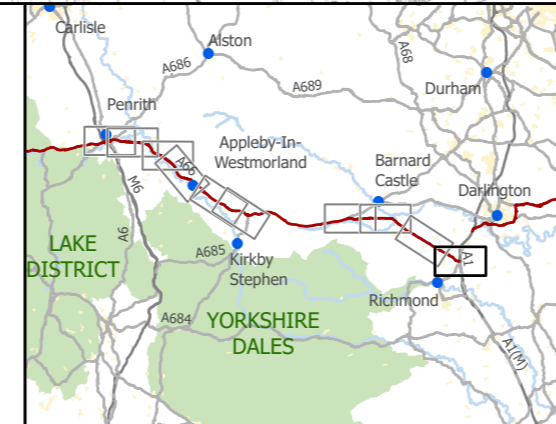 Carlisle
Alston
A686
A68
A689
Durham
Penrith
Appleby-In-
Westmorland
A66
Barnard
Castle
Darlington
M6
A6
LAKE
DISTRICT
A685
Kirkby
Stephen
A1
Richmond
A684
YORKSHIRE
DALES
A1(M)